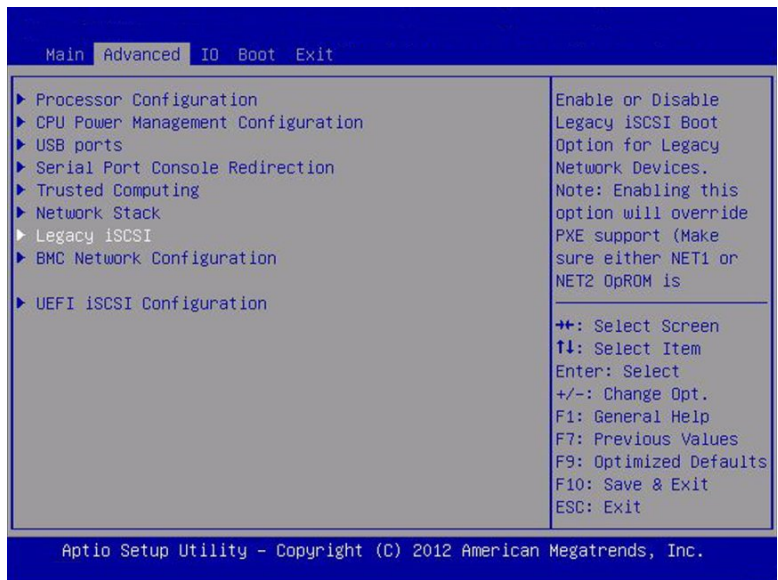 Main Advanced IO Boot Exit
Processor Configuration
CPU Power Management Configuration
USB ports
Serial Port Console Redirection
Trusted Computing
Network Stack
Legacy iSCSI
BMC Network Configuration
UEFI iSCSI Configuration
Enable or Disable
Legacy iSCSI Boot
Option for Legacy
Network Devices.
Note: Enabling this
option will override
PXE support (Make
sure either NET1 or
NET2 OpROM is
→←: Select Screen
↑↓: Select Item
Enter: Select
+/-: Change Opt.
F1: General Help
F7: Previous Values
F9: Optimized Defaults
F10: Save & Exit
ESC: Exit
Aptio Setup Utility - Copyright (C) 2012 American Megatrends, Inc.